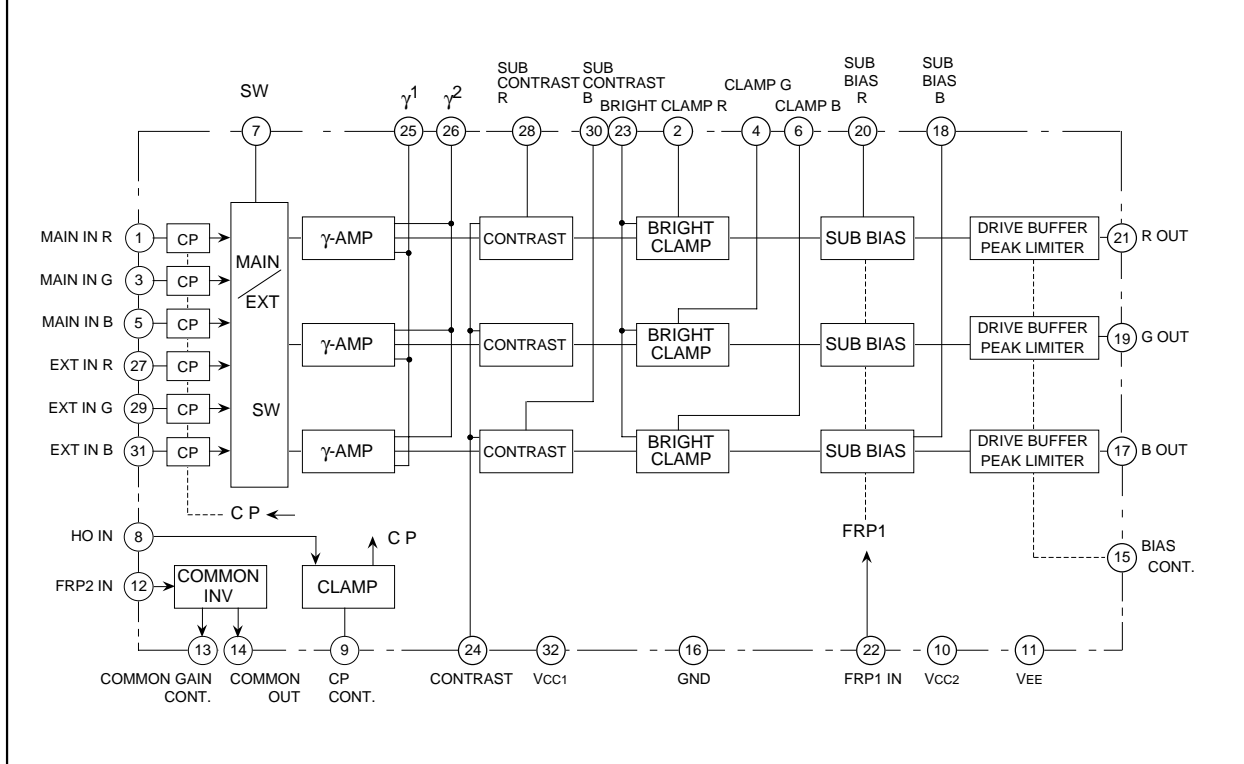 SUB
CONTRAST
R
SUB
CONTRAST
B
SUB
BIAS
R
SUB
BIAS
B
SW
γ1
γ2
BRIGHT
CLAMP R
CLAMP G
CLAMP B
7
25
26
28
30
23
2
4
6
20
18
MAIN IN R
1
CP
MAIN IN G
3
CP
MAIN IN B
5
CP
EXT IN R
27
CP
EXT IN G
29
CP
EXT IN B
31
CP
MAIN
EXT
SW
γ-AMP
CONTRAST
BRIGHT
CLAMP
SUB BIAS
DRIVE BUFFER
PEAK LIMITER
21
R OUT
γ-AMP
CONTRAST
BRIGHT
CLAMP
SUB BIAS
DRIVE BUFFER
PEAK LIMITER
19
G OUT
γ-AMP
CONTRAST
BRIGHT
CLAMP
SUB BIAS
DRIVE BUFFER
PEAK LIMITER
17
B OUT
C P
HO IN
8
C P
FRP1
15
BIAS
CONT.
FRP2 IN
12
COMMON
INV
CLAMP
13
14
9
24
32
16
22
10
11
COMMON GAIN
CONT.
COMMON
OUT
CP
CONT.
CONTRAST
VCC1
GND
FRP1 IN
VCC2
VEE